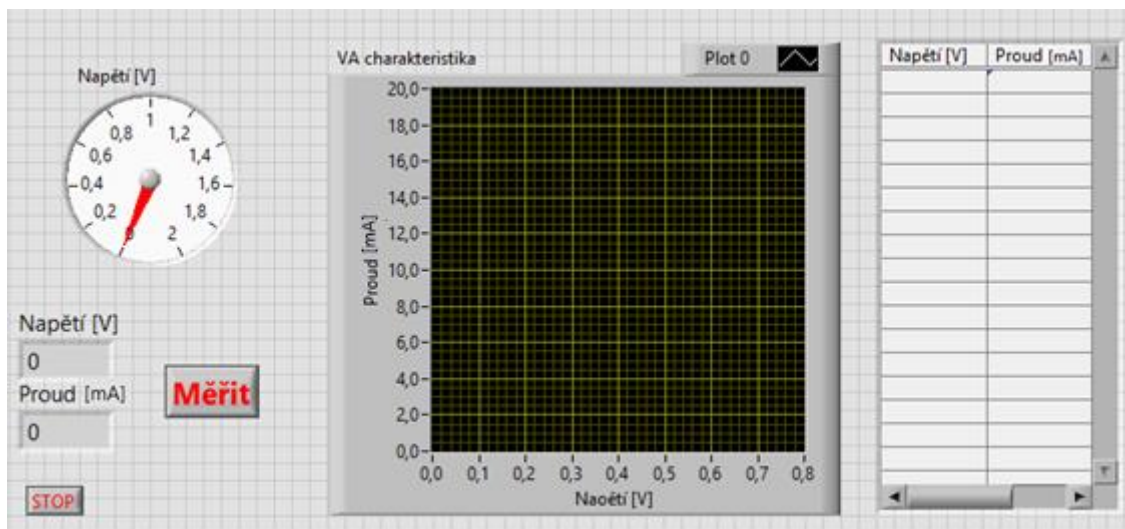 Napětí [V]
0
0,2
0,4
0,6
0,8
1
1,2
1,4
1,6
1,8
2
Napětí [V]
0
Proud [mA]
0
Měřit
STOP
VA charakteristika
Plot 0
Proud [mA]
20,0
18,0
16,0
14,0
12,0
10,0
8,0
6,0
4,0
2,0
0,0
0,0 0,1 0,2 0,3 0,4 0,5 0,6 0,7 0,8
Naoětí [V]
Napětí [V] Proud [mA]